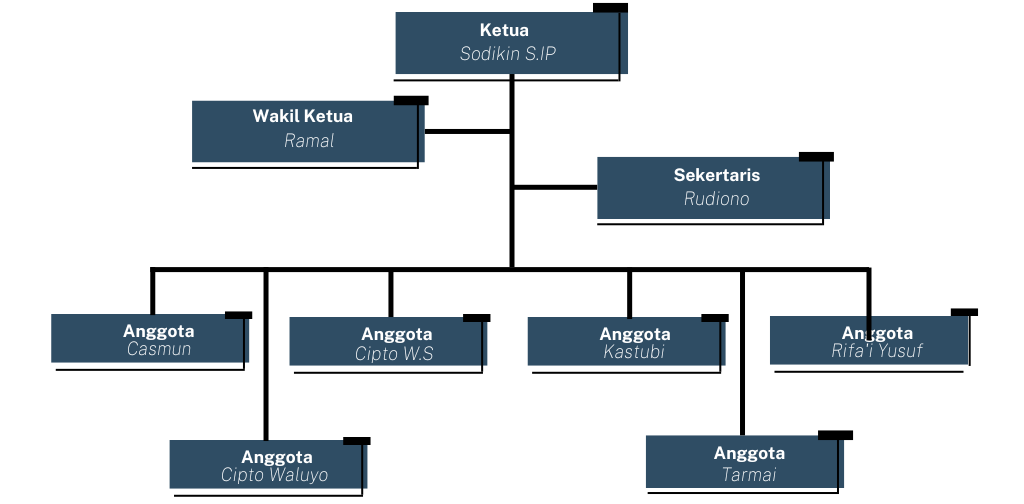 Ketua
Sodikin S.IP
Wakil Ketua
Ramal
Sekertaris
Rudiono
Anggota
Casmun
Anggota
Cipto W.S
Anggota
Kastubi
Anggota
Rifa'i Yusuf
Anggota
Cipto Waluyo
Anggota
Tarmai